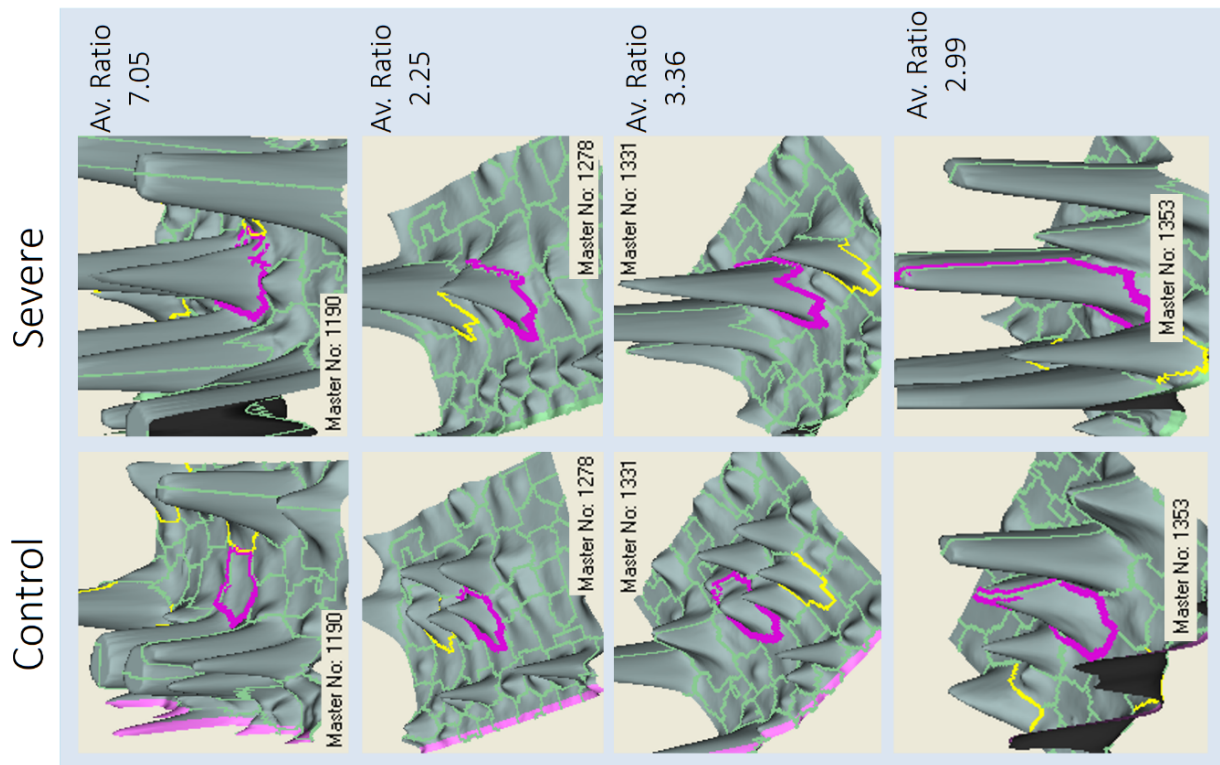 Control
Severe
Master No: 1190
Master No: 1190
Av. Ratio
7.05
Master No: 1278
Master No: 1278
Av. Ratio
2.25
Master No: 1331
Master No: 1331
Av. Ratio
3.36
Master No: 1353
Master No: 1353
Av. Ratio
2.99